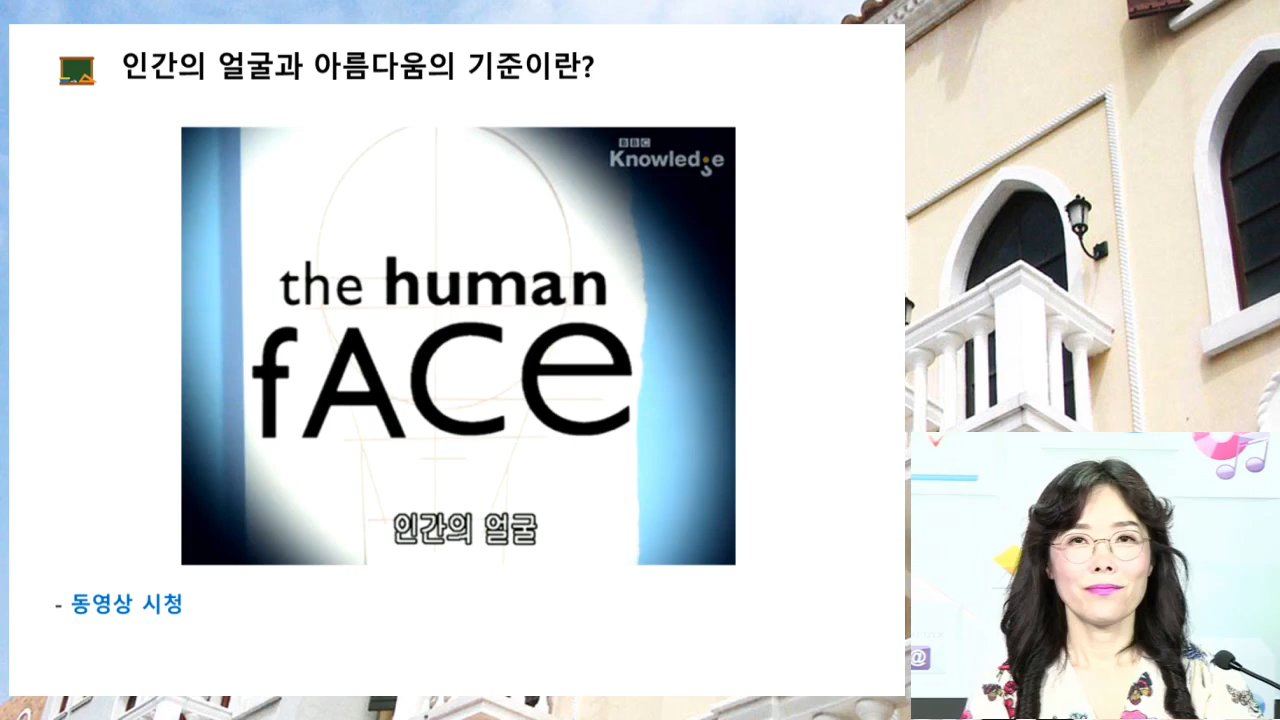 인간의 얼굴과 아름다움의 기준이란?
BBC
Knowledge
the human
fACe
인간의 얼굴
- 동영상 시청
@